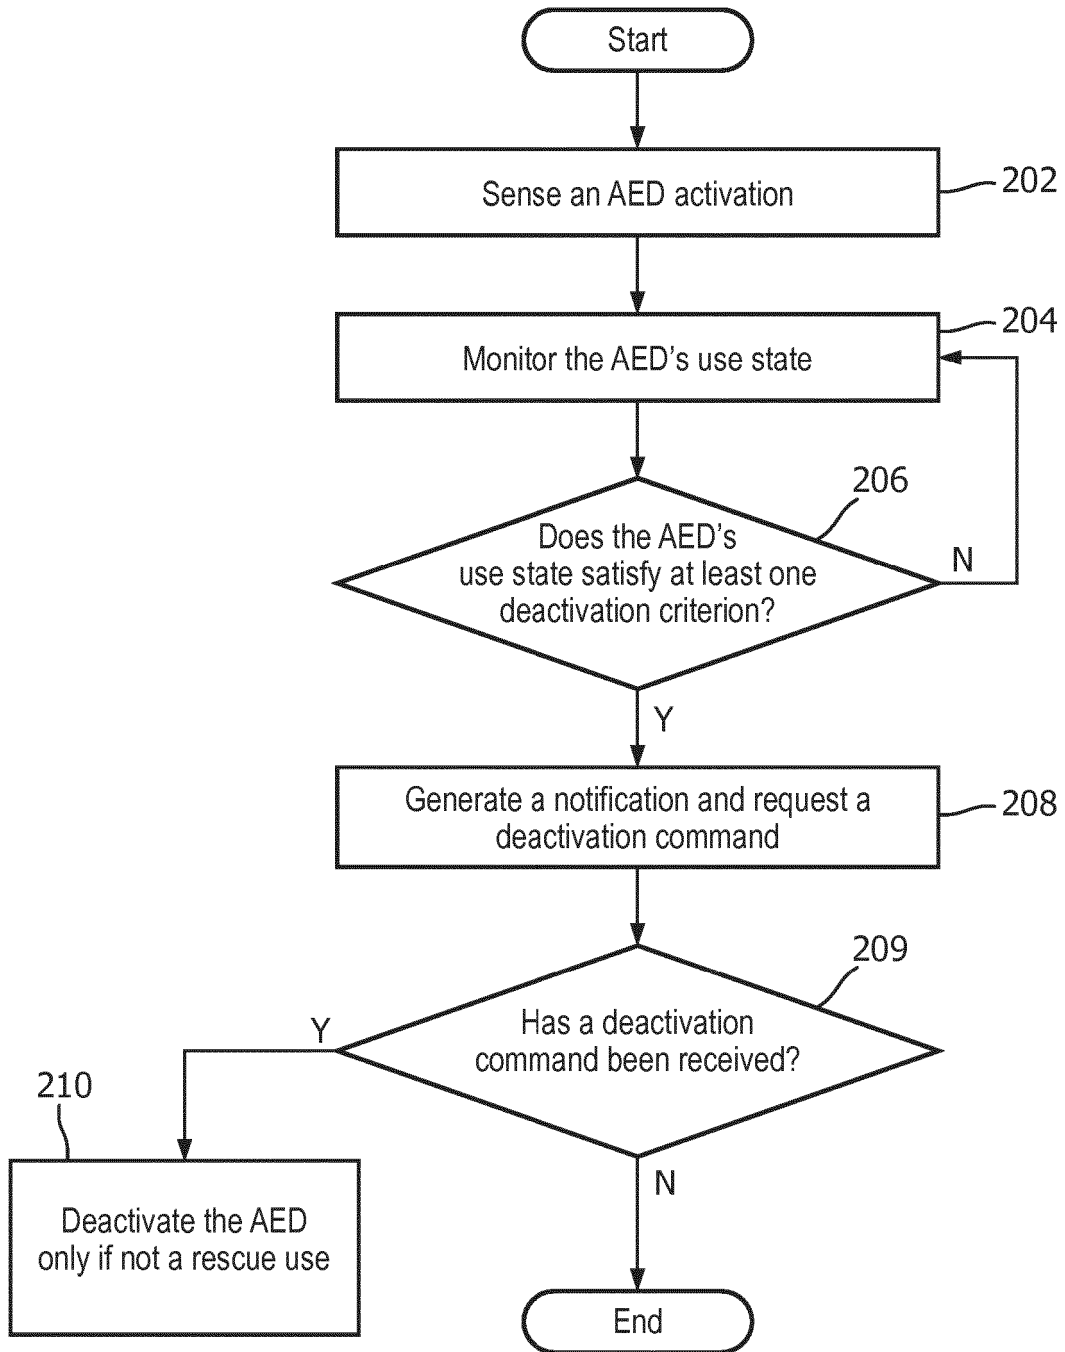 Start
Sense an AED activation
202
Monitor the AED's use state
204
Does the AED's
use state satisfy at least one
deactivation criterion?
206
N
Y
Generate a notification and request a
deactivation command
208
Has a deactivation
command been received?
209
Y
210
Deactivate the AED
only if not a rescue use
N
End